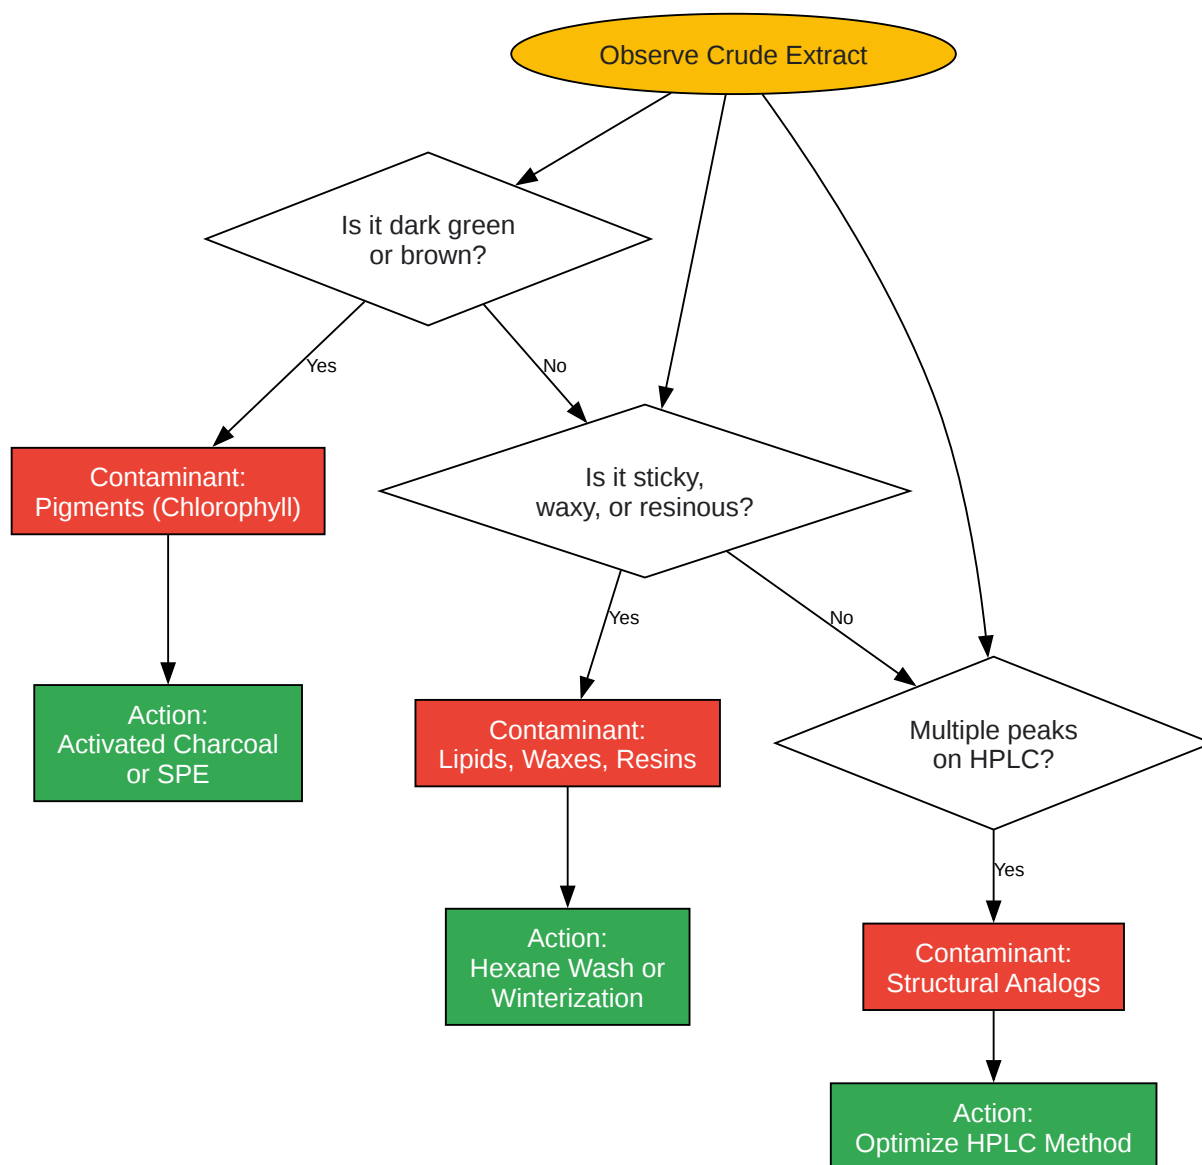 Observe Crude Extract
Is it dark green
or brown?
Yes
No
Contaminant:
Pigments (Chlorophyll)
Is it sticky,
waxy, or resinous?
Yes
No
Action:
Activated Charcoal
or SPE
Contaminant:
Lipids, Waxes, Resins
Multiple peaks
on HPLC?
Yes
Action:
Hexane Wash or
Winterization
Contaminant:
Structural Analogs
Action:
Optimize HPLC Method